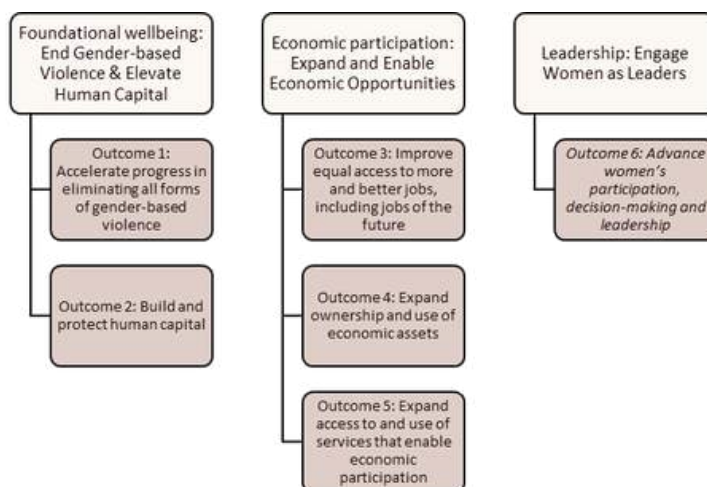 Foundational wellbeing:
End Gender-based
Violence & Elevate
Human Capital
Outcome 1:
Accelerate progress in
eliminating all forms
of gender-based
violence
Outcome 2: Build and
protect human capital
Economic participation:
Expand and Enable
Economic Opportunities
Outcome 3: Improve
equal access to more
and better jobs,
including jobs of the
future
Outcome 4: Expand
ownership and use of
economic assets
Outcome 5: Expand
access to and use of
services that enable
economic
participation
Leadership: Engage
Women as Leaders
Outcome 6: Advance
women's
participation,
decision-making and
leadership